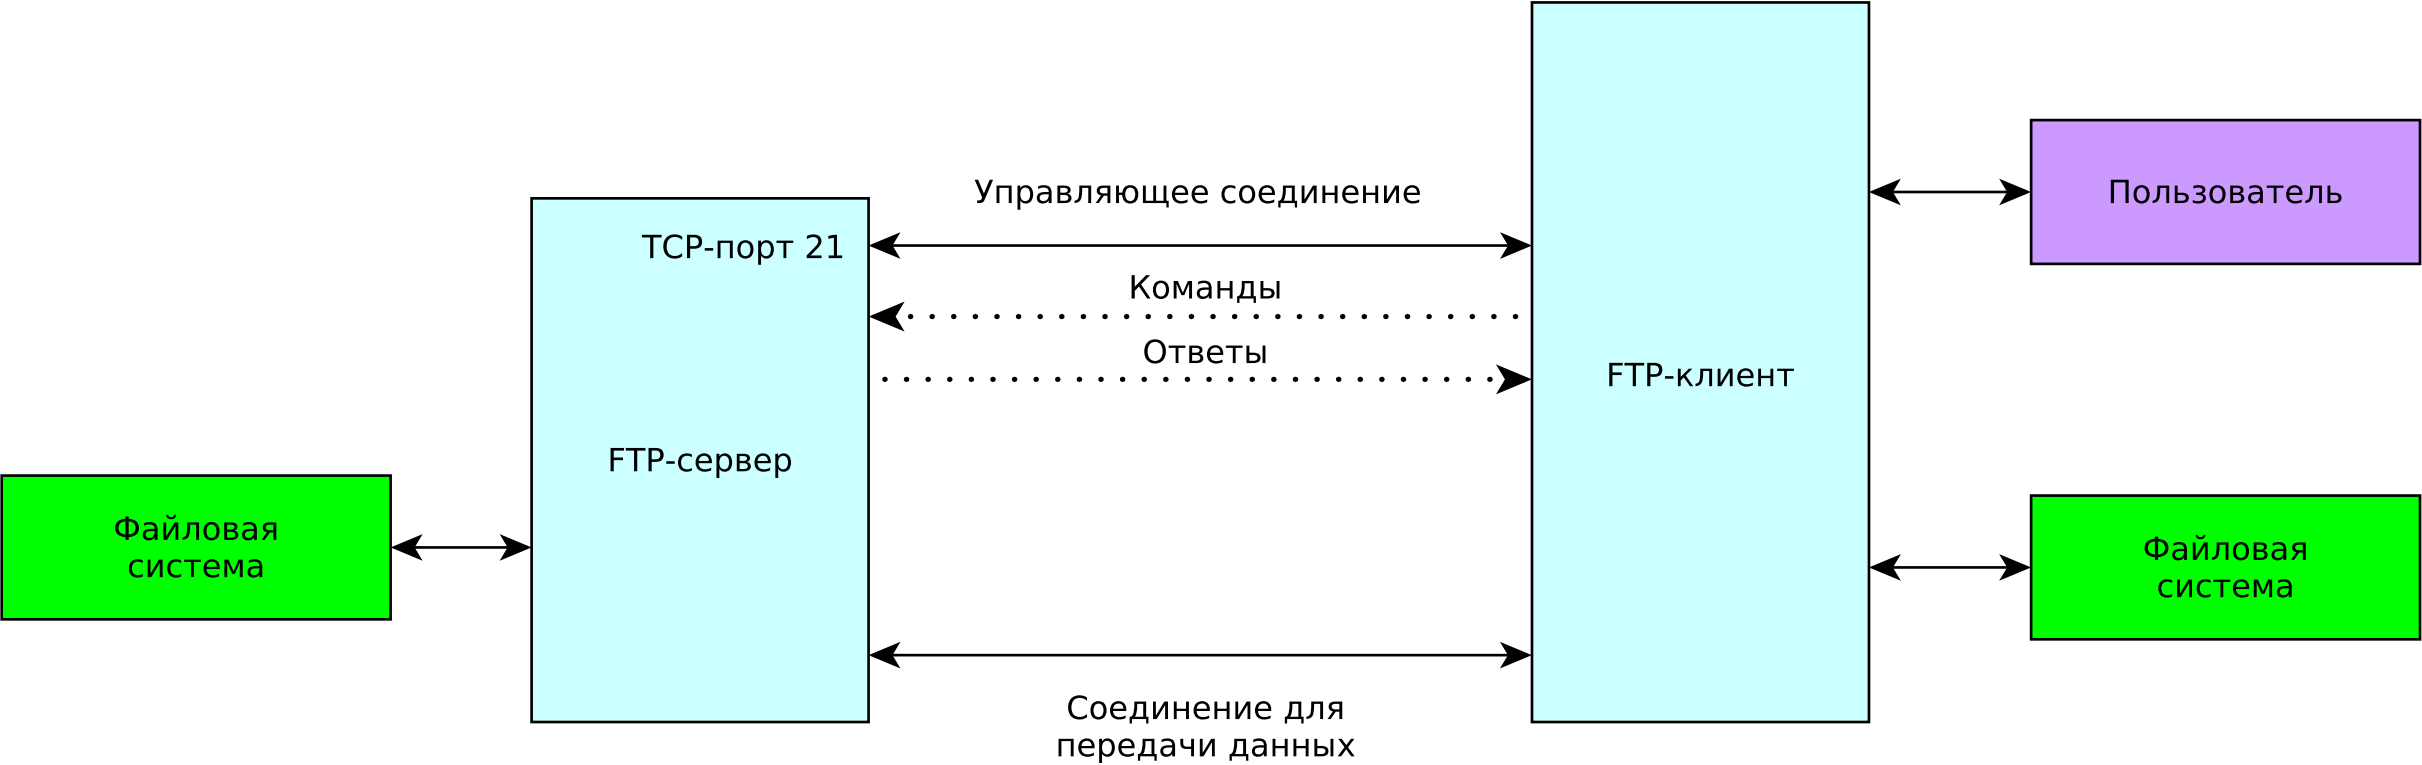 Управляющее соединение
Пользователь
TCP-порт 21
Команды
Ответы
FTP-клиент
FTP-сервер
Файловая
система
Файловая
система
Соединение для
передачи данных